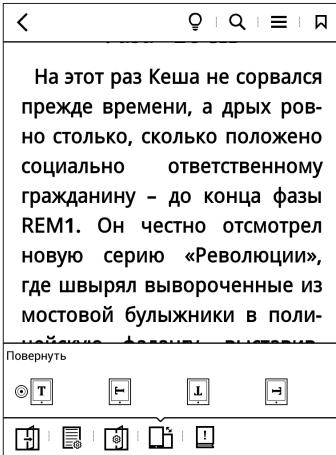 На этот раз Кеша не сорвался
прежде времени, а дрых ров-
но столько, сколько положено
социально ответственному
гражданину – до конца фазы
REM1. Он честно отсмотрел
новую серию «Революции»,
где швырял вывороченные из
мостовой булыжники в поли-
Повернуть
T T T T